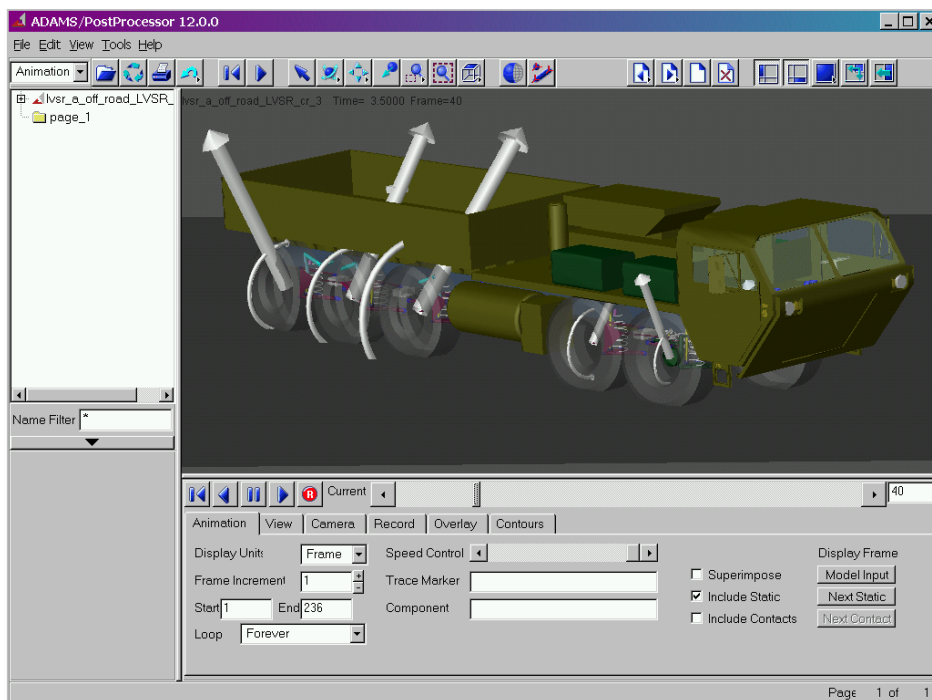 ADAMS/PostProcessor 12.0.0
File Edit View Tools Help
Animation
lvsr_a_off_road_LVSR_
page_1
lvsr_a_off_road_LVSR_cr_3 Time= 3.5000 Frame=40
Name Filter *
Current 40
Animation View Camera Record Overlay Contours
Display Units Frame Speed Control Display Frame
Frame Increment 1 Trace Marker Superimpose Model Input
Start 1 End 236 Component Include Static Next Static
Loop Forever Include Contacts Next Contact
Page 1 of 1